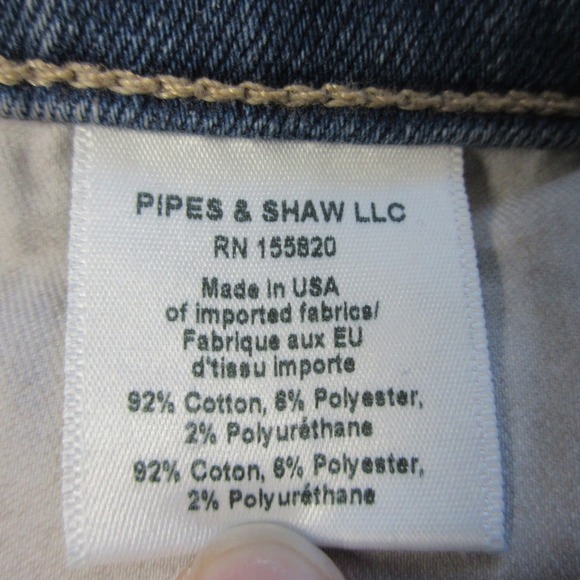 PIPES & SHAW LLC
RN 155820
Made in USA
of imported fabrics/
Fabrique aux EU
d'tissu importe
92% Cotton, 6% Polyester,
2% Polyuréthane
92% Coton, 6% Polyester,
2% Polyuréthane